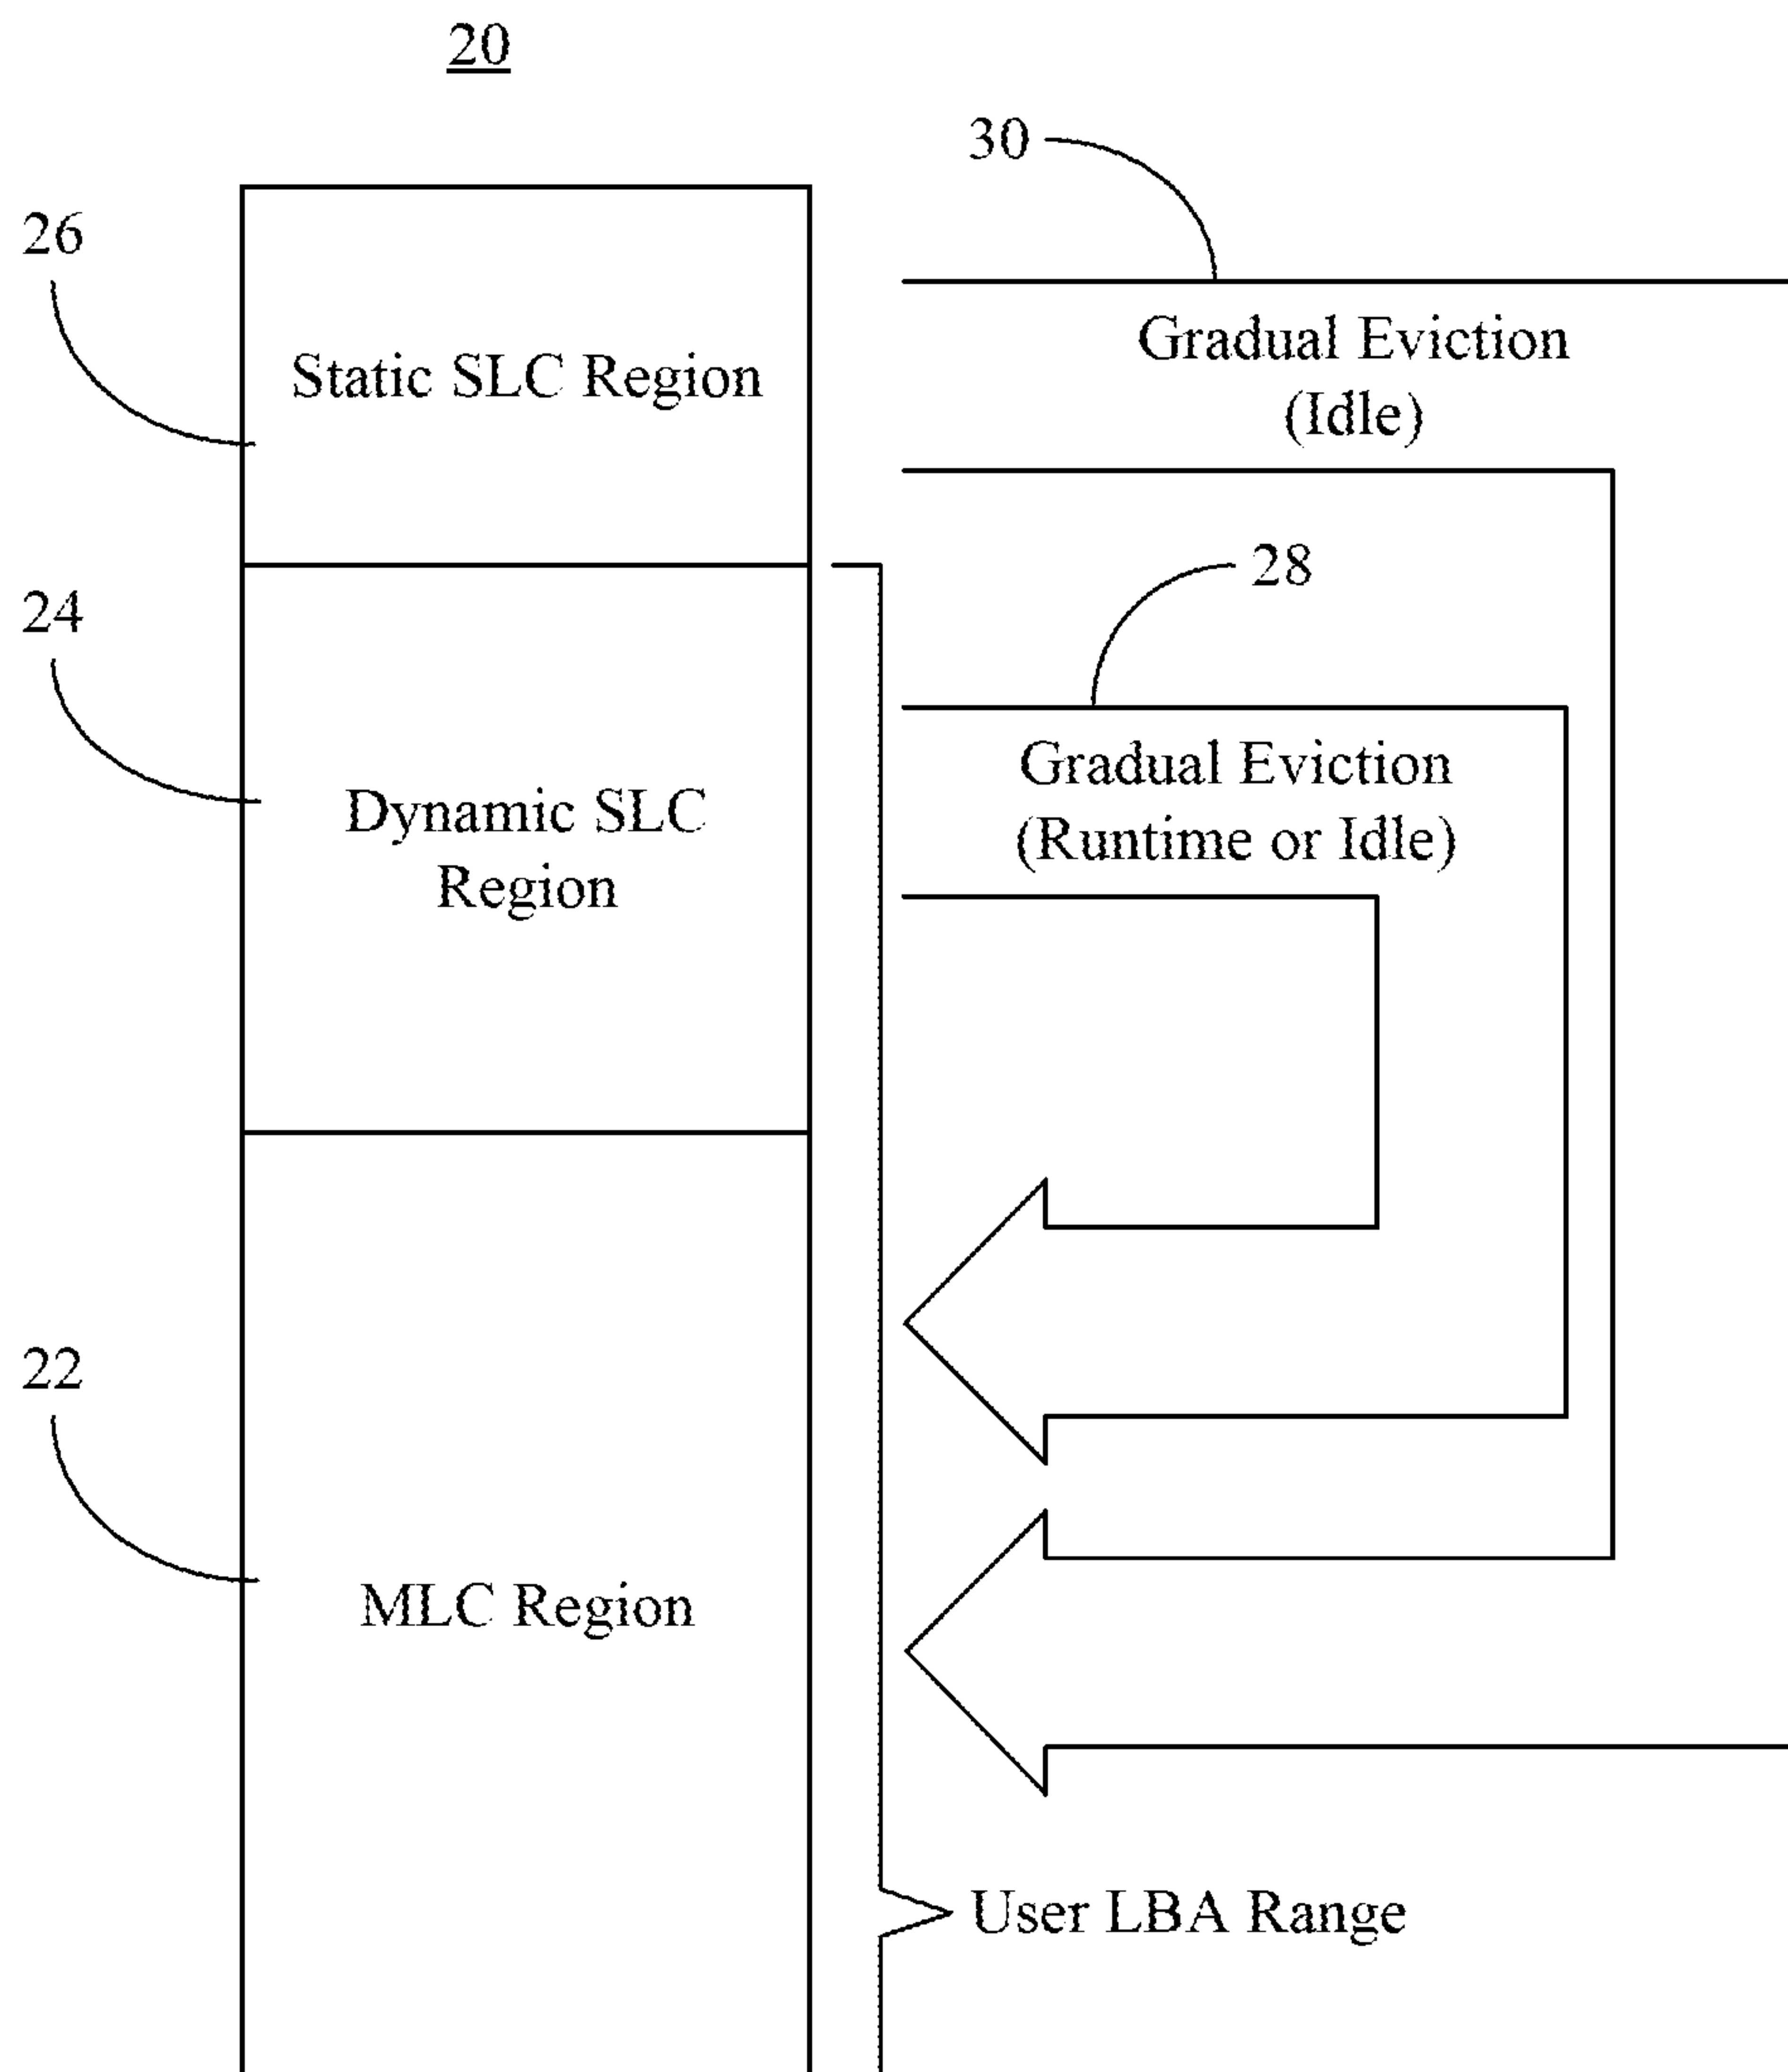 20
30
26
Static SLC Region
Gradual Eviction
(Idle)
28
24
Dynamic SLC
Region
Gradual Eviction
(Runtime or Idle)
22
MLC Region
User LBA Range